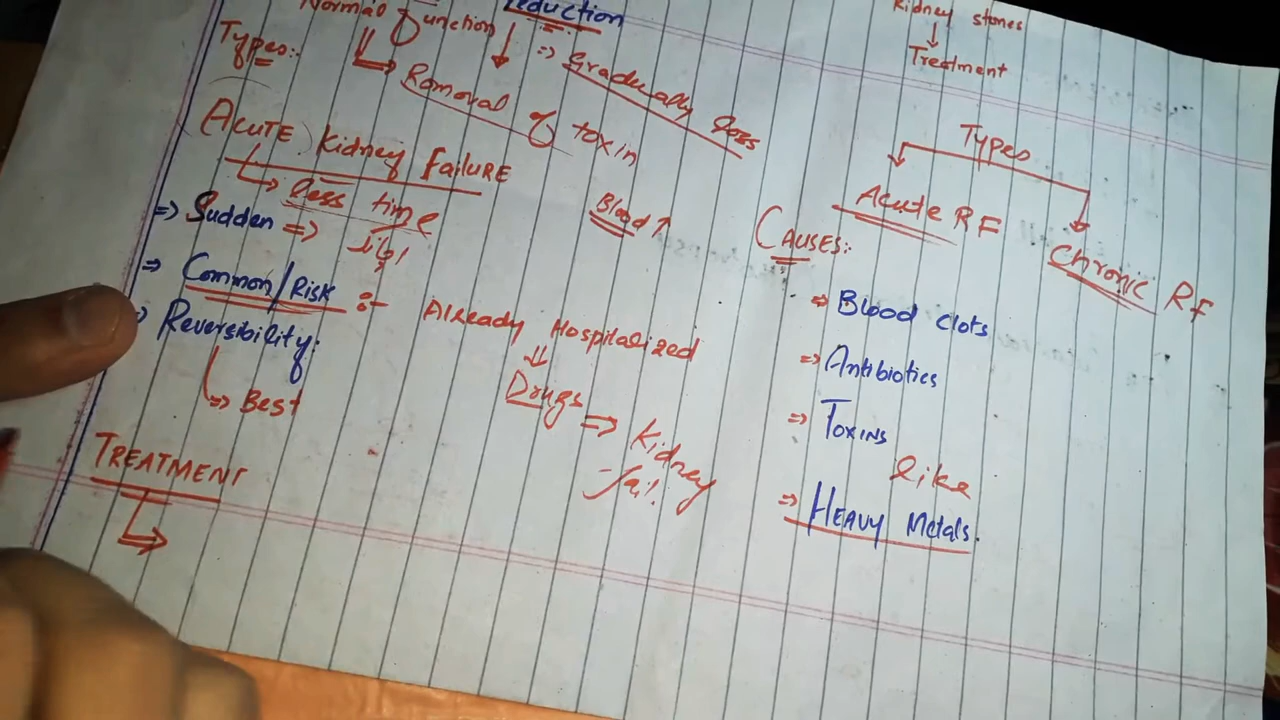 Normal Function
Reduction
Types:
=> Gradually loss
Removal of toxin
ACUTE Kidney FAILURE
less time
=> Sudden =>
Blood ↑
=> Common/Risk :- Already Hospitalized
Drugs => Kidney
fail
=> Reversibility:
=> Best
TREATMENT
Kidney stones
Treatment
Types
Acute RF
Chronic RF
CAUSES:
=> Blood clots
=> Antibiotics
=> Toxins
like
=> HEAVY Metals.